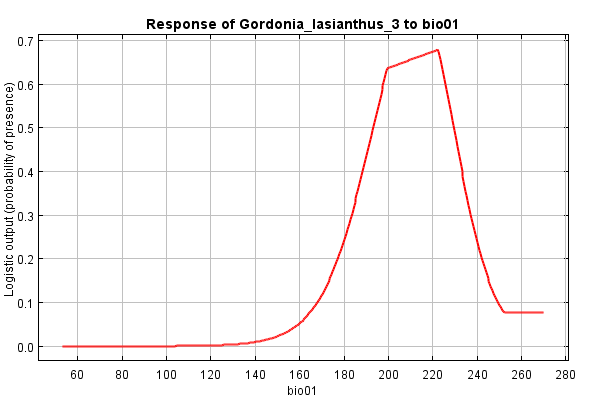 Response of Gordonia_lasianthus_3 to bio01
Logistic output (probability of presence)
0.7
0.6
0.5
0.4
0.3
0.2
0.1
0.0
60 80 100 120 140 160 180 200 220 240 260 280
bio01